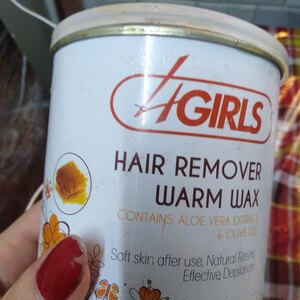 4GIRLS
HAIR REMOVER
WARM WAX
CONTAINS: ALOE VERA EXTRACT
& OLIVE OIL
Soft skin after use, Natural Resins
Effective Depilation